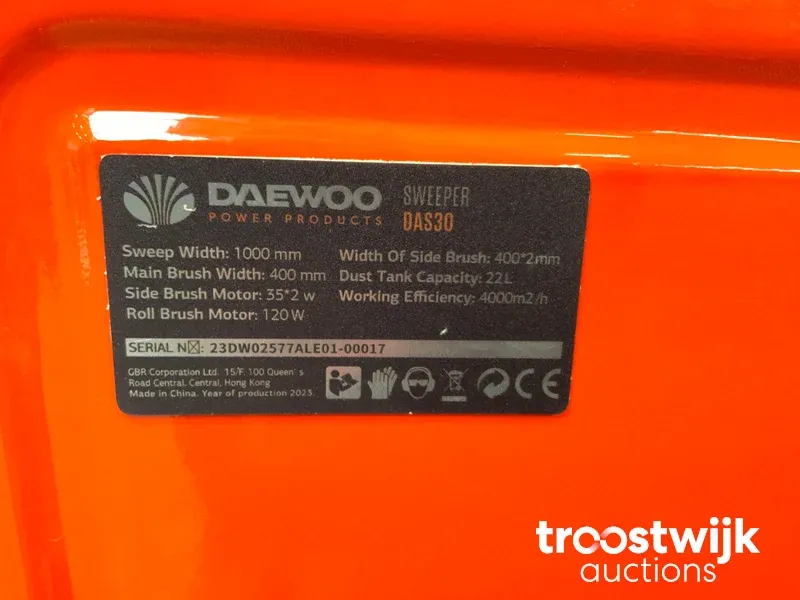 DAEWOO
POWER PRODUCTS
SWEEPER
DAS30
Sweep Width: 1000 mm
Main Brush Width: 400 mm
Side Brush Motor: 35*2 w
Roll Brush Motor: 120W
Width Of Side Brush: 400*2mm
Dust Tank Capacity: 22L
Working Efficiency: 4000m2/h
SERIAL N☒: 23DW02577ALE01-00017
GBR Corporation Ltd. 15/F, 100 Queen's
Road Central, Central, Hong Kong
Made in China. Year of production 2023.
CE
troostwijk
auctions